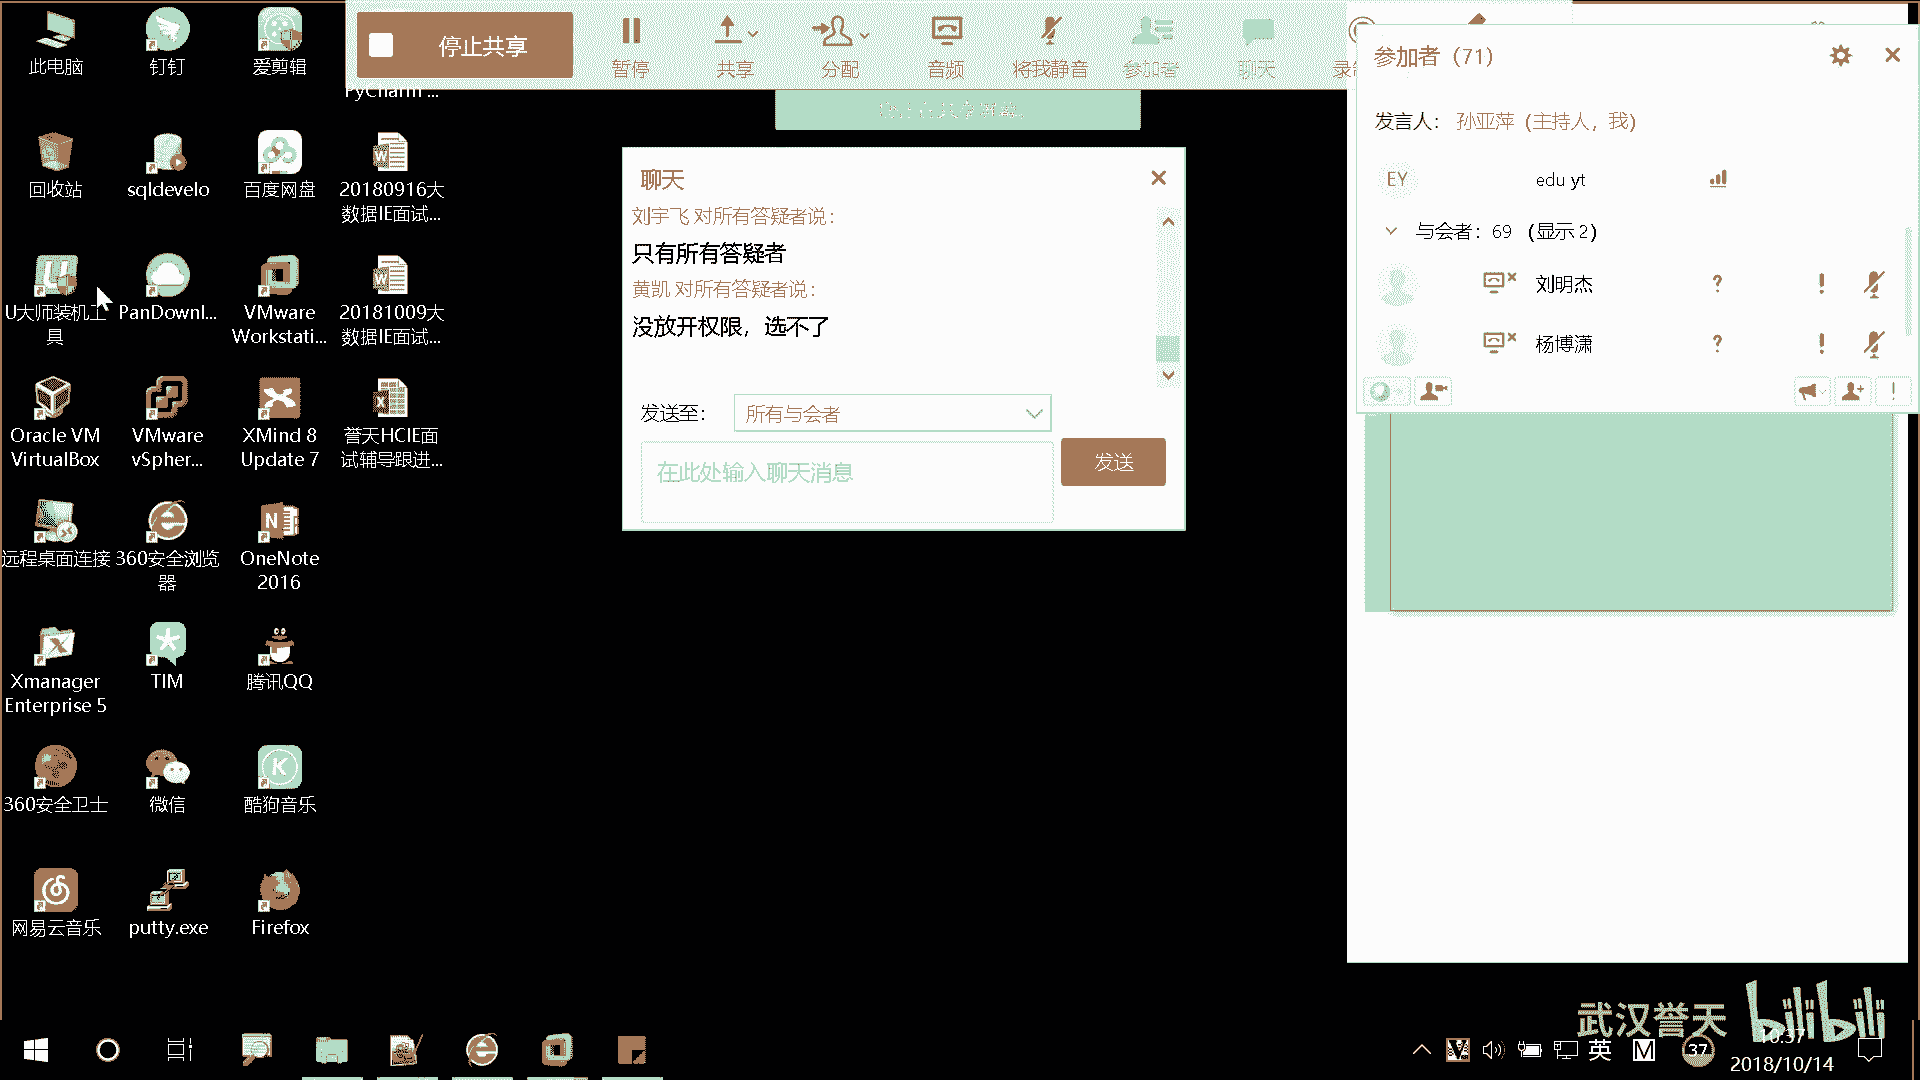 停止共享
暂停
共享
分配
音频
将我静音
参加者
聊天
此电脑
钉钉
爱剪辑
PyCharm ...
回收站
sqldevelo
百度网盘
20180916大
数据IE面试...
U大师装机工
具
PanDownl...
VMware
Workstati...
20181009大
数据IE面试...
Oracle VM
VirtualBox
VMware
vSpher...
XMind 8
Update 7
誉天HCIE面
试辅导跟进...
远程桌面连接
360安全浏览
器
OneNote
2016
Xmanager
Enterprise 5
TIM
腾讯QQ
360安全卫士
微信
酷狗音乐
网易云音乐
putty.exe
Firefox
聊天
刘宇飞 对所有答疑者说：
只有所有答疑者
黄凯 对所有答疑者说：
没放开权限，选不了
发送至：
所有与会者
在此处输入聊天消息
发送
参加者（71）
发言人： 孙亚萍（主持人，我）
EY edu yt
与会者：69 （显示 2）
刘明杰
杨博潇
武汉誉天
bilibili
英
M
37
10:37
2018/10/14